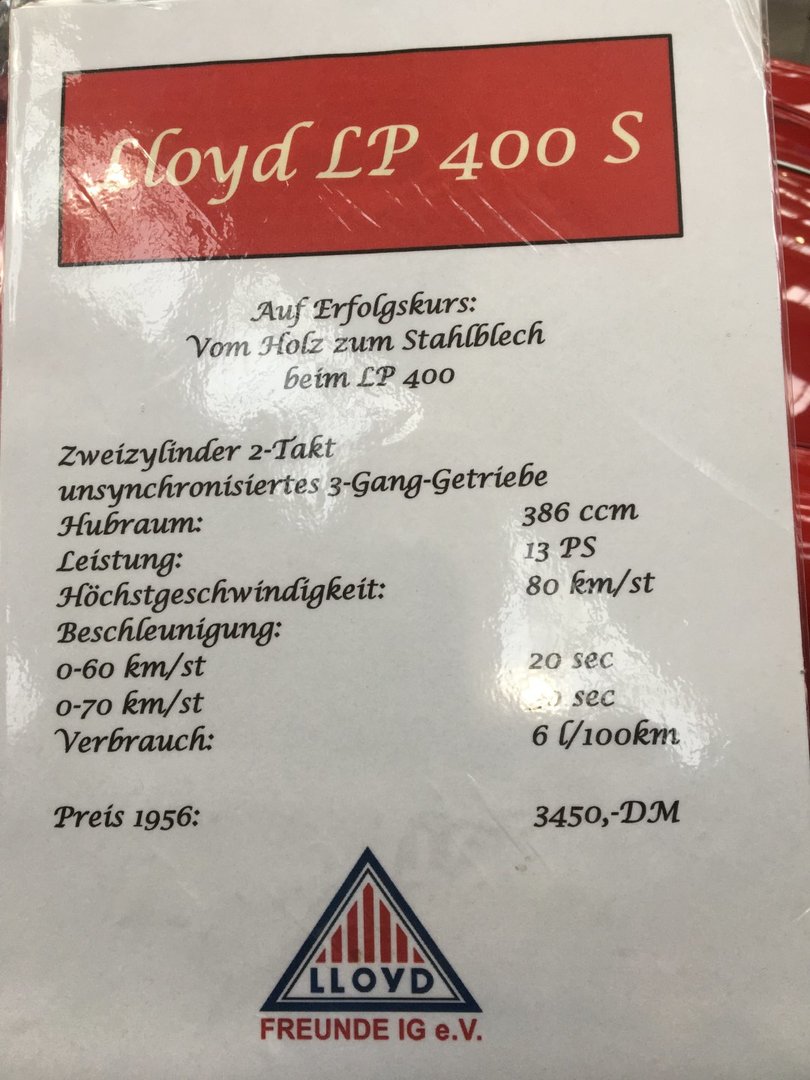 Lloyd LP 400 S
Auf Erfolgskurs:
Vom Holz zum Stahlblech
beim LP 400
Zweizylinder 2-Takt
unsynchronisiertes 3-Gang-Getriebe
Hubraum: 386 ccm
Leistung: 13 PS
Höchstgeschwindigkeit: 80 km/st
Beschleunigung:
0-60 km/st 20 sec
0-70 km/st sec
Verbrauch: 6 l/100km
Preis 1956: 3450,-DM
LLOYD
FREUNDE IG e.V.